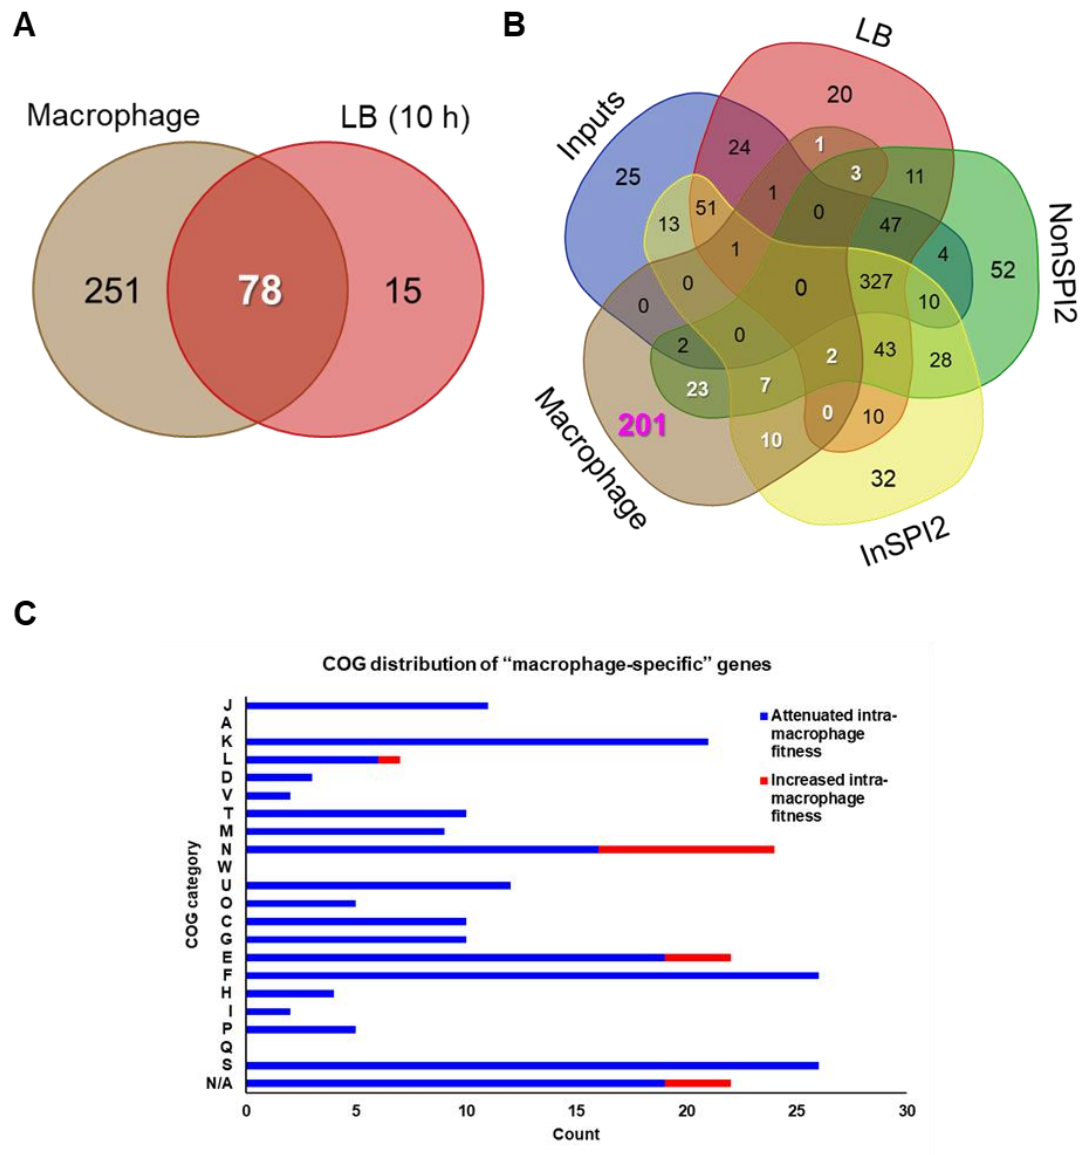 A
B
Macrophage
LB (10 h)
251
78
15
LB
Inputs
NonSPI2
Macrophage
InSPI2
20
25
24
1
3
11
13
51
1
0
47
4
52
1
0
0
0
327
10
2
0
2
43
28
23
7
201
10
0
10
32
C
COG distribution of “macrophage-specific” genes
Attenuated intra-
macrophage
fitness
Increased intra-
macrophage
fitness
COG category
J
A
K
L
D
V
T
M
N
W
U
O
C
G
E
F
H
I
P
Q
S
N/A
0
5
10
15
20
25
30
Count